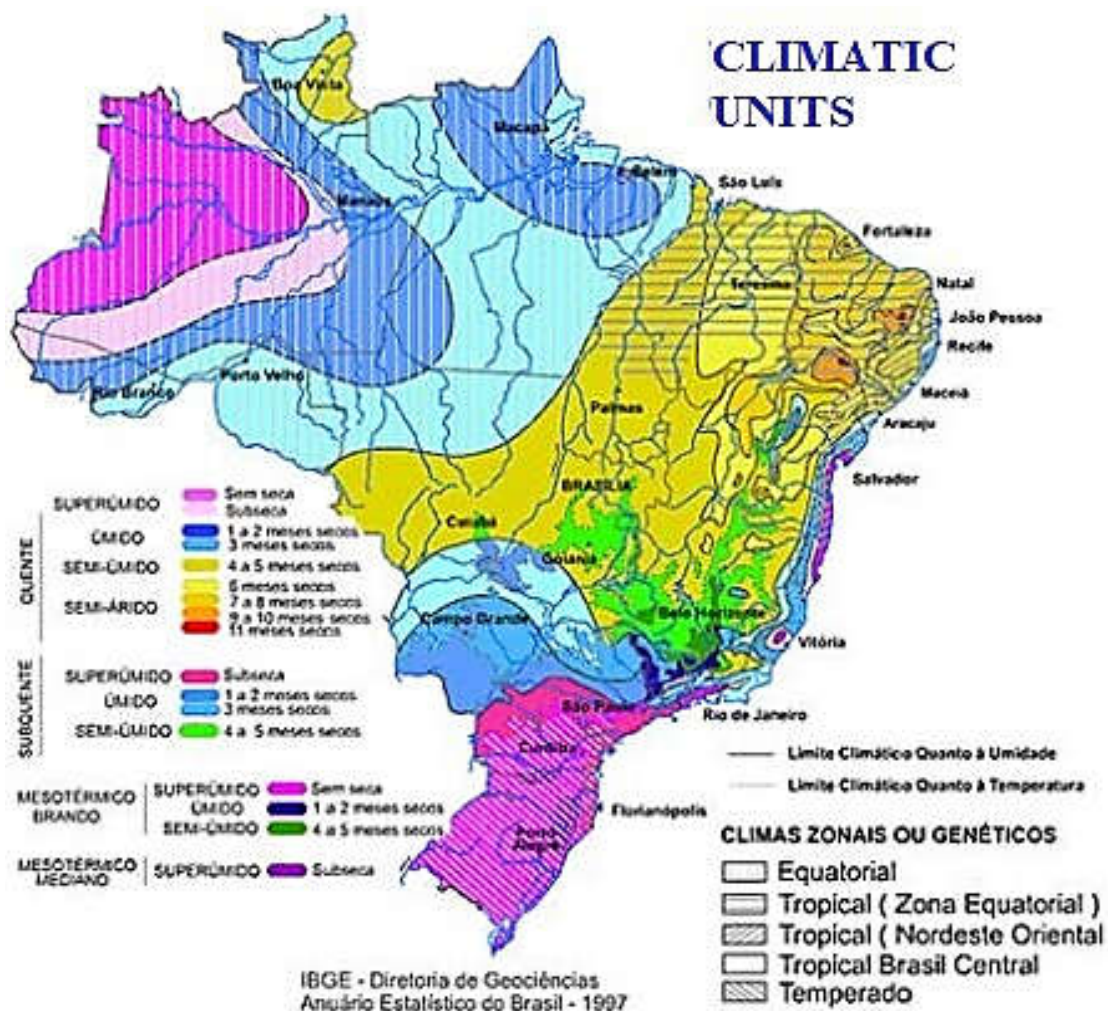 CLIMATIC
UNITS
Boa Vista
Macapá
Belém
São Luís
Manaus
Fortaleza
Teresina
Natal
João Pessoa
Recife
Porto Velho
Rio Branco
Maceió
Palmas
Aracaju
BRASÍLIA
Salvador
Cuiabá
Goiânia
Belo Horizonte
Campo Grande
Vitória
São Paulo
Rio de Janeiro
Curitiba
Florianópolis
Porto
Alegre
QUENTE
SUPERÚMIDO Sem seca
Subseca
ÚMIDO 1 a 2 meses secos
3 meses secos
SEMI-ÚMIDO 4 a 5 meses secos
SEMI-ÁRIDO 6 meses secos
7 a 8 meses secos
9 a 10 meses secos
11 meses secos
SUBQUENTE
SUPERÚMIDO Subseca
ÚMIDO 1 a 2 meses secos
3 meses secos
SEMI-ÚMIDO 4 a 5 meses secos
MESOTÉRMICO
BRANDO
SUPERÚMIDO Sem seca
ÚMIDO 1 a 2 meses secos
SEMI-ÚMIDO 4 a 5 meses secos
MESOTÉRMICO
MEDIANO
SUPERÚMIDO Subseca
Limite Climático Quanto à Umidade
Limite Climático Quanto à Temperatura
CLIMAS ZONAIS OU GENÉTICOS
Equatorial
Tropical ( Zona Equatorial )
Tropical ( Nordeste Oriental
Tropical Brasil Central
Temperado
IBGE - Diretoria de Geociências
Anuário Estatístico do Brasil - 1997